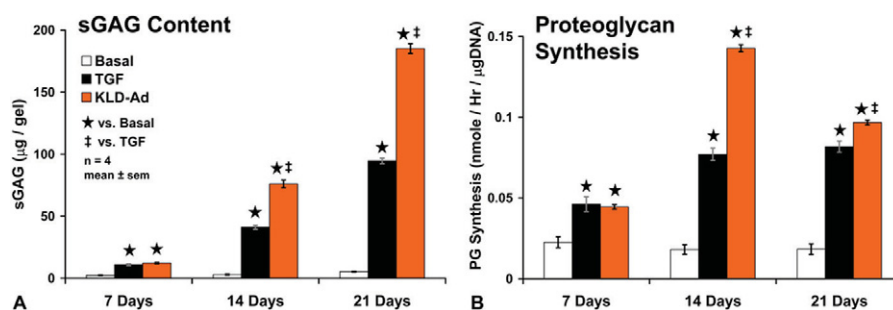 sGAG Content
200
150
100
50
0
sGAG (µg / gel)
Basal
TGF
KLD-Ad
★ vs. Basal
‡ vs. TGF
n = 4
mean ± sem
★ ★
★ ★‡
★ ★‡
7 Days 14 Days 21 Days
A
Proteoglycan
Synthesis
0.15
0.1
0.05
0
PG Synthesis (nmole / Hr / µgDNA)
★ ★
★ ★‡
★ ★‡
7 Days 14 Days 21 Days
B